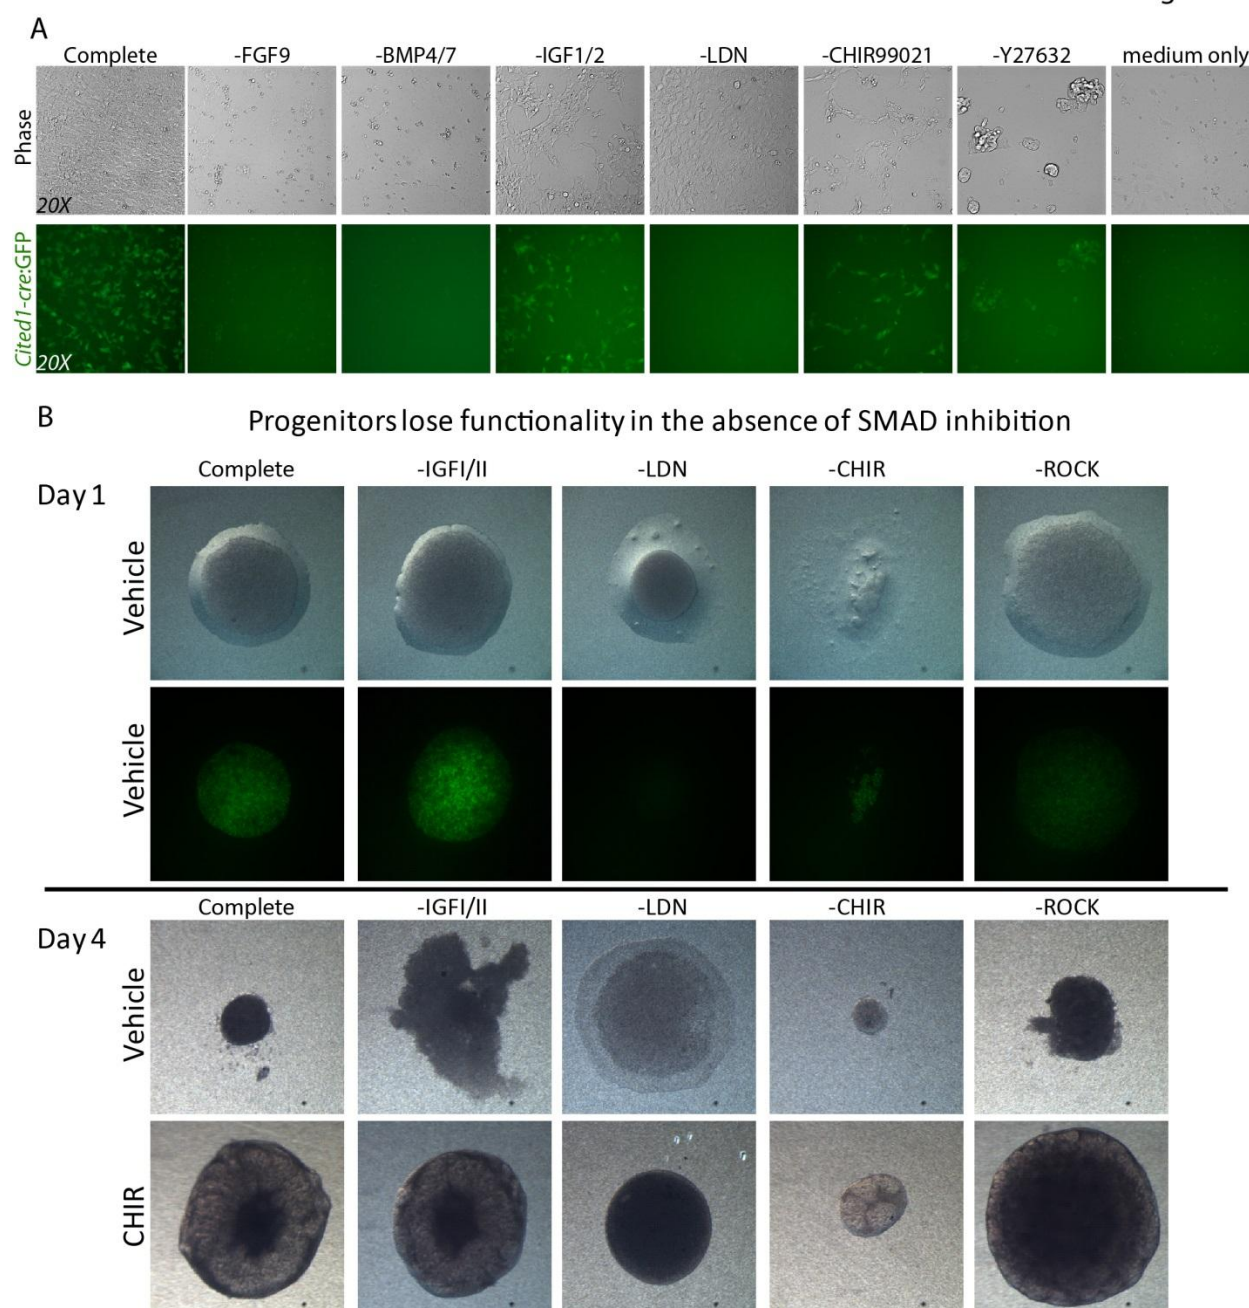 A
Complete -FGF9 -BMP4/7 -IGF1/2 -LDN -CHIR99021 -Y27632 medium only
Phase
20X
Cited1-cre:GFP
20X
B
Progenitors lose functionality in the absence of SMAD inhibition
Complete -IGFI/II -LDN -CHIR -ROCK
Day 1
Vehicle
Vehicle
Complete -IGFI/II -LDN -CHIR -ROCK
Day 4
Vehicle
CHIR